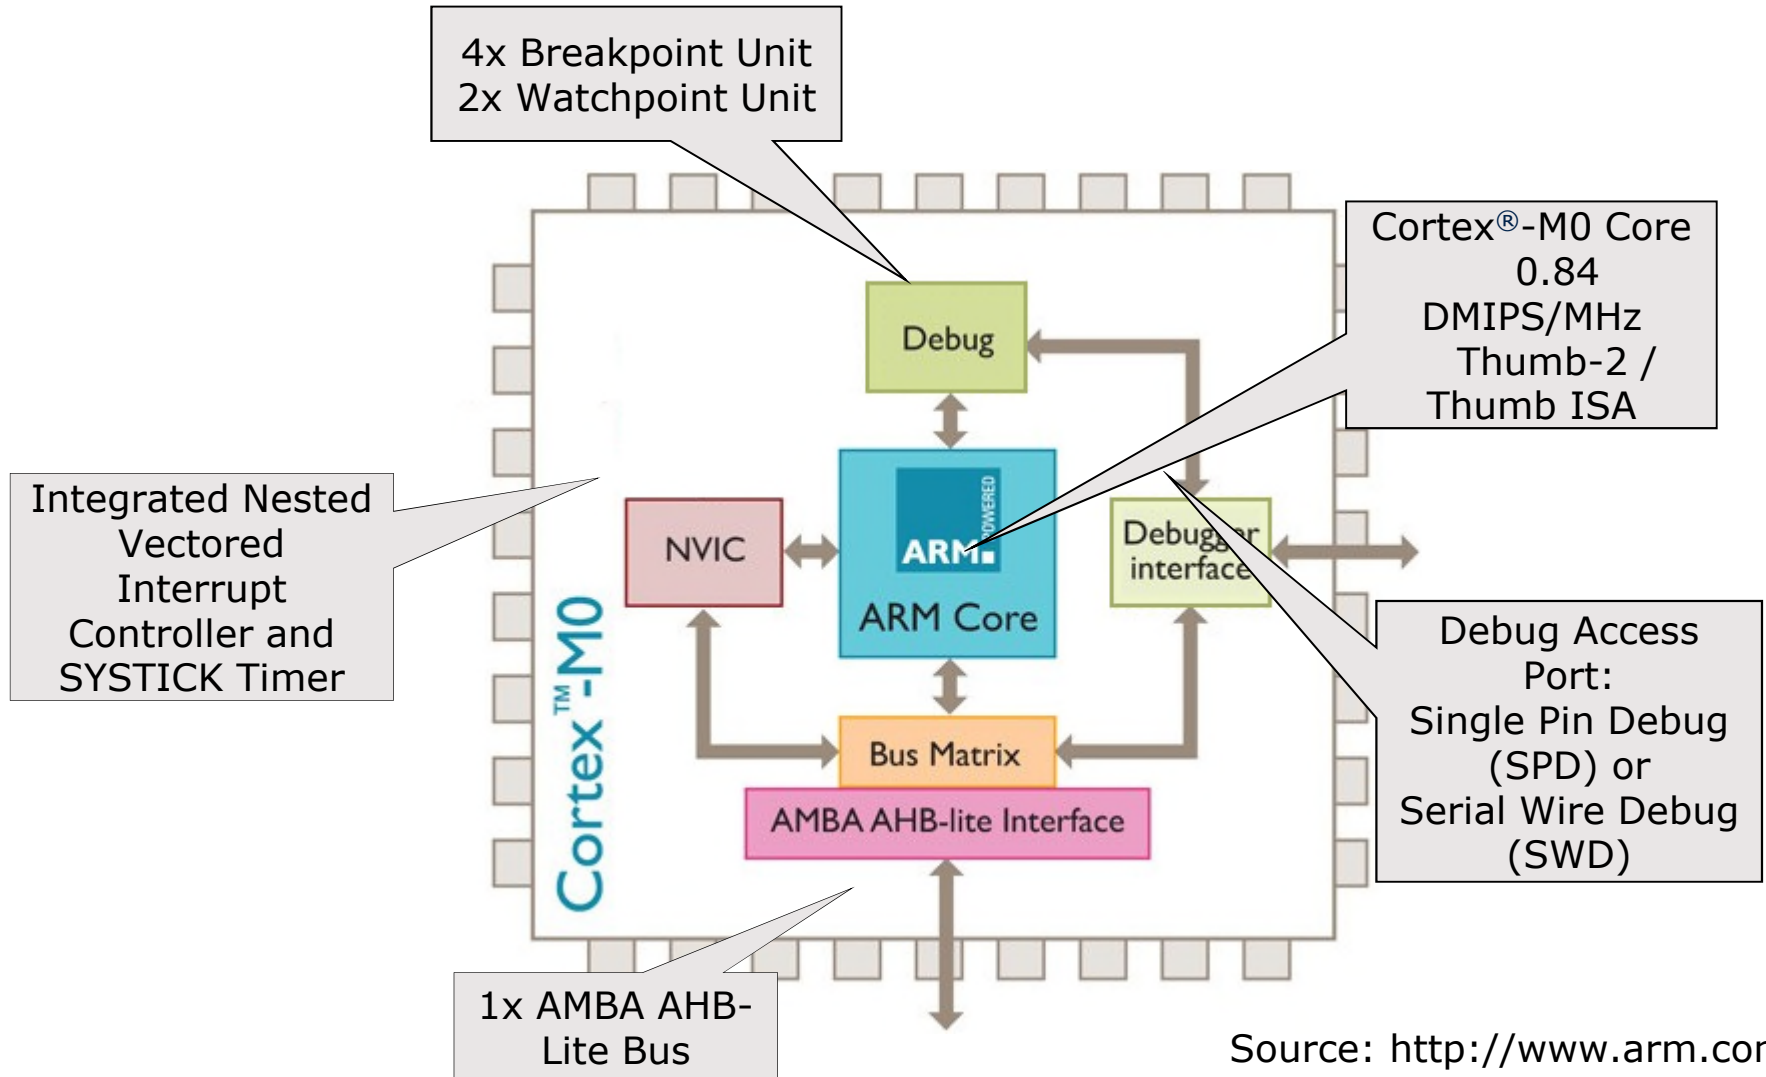 4x Breakpoint Unit
2x Watchpoint Unit
Cortex®-M0 Core
0.84
DMIPS/MHz
Thumb-2 /
Thumb ISA
Debug
Integrated Nested
Vectored
Interrupt
Controller and
SYSTICK Timer
NVIC
POWERED
ARM
ARM Core
Debugger
interface
Cortex™-M0
Debug Access
Port:
Single Pin Debug
(SPD) or
Serial Wire Debug
(SWD)
Bus Matrix
AMBA AHB-lite Interface
1x AMBA AHB-
Lite Bus
Source: http://www.arm.com